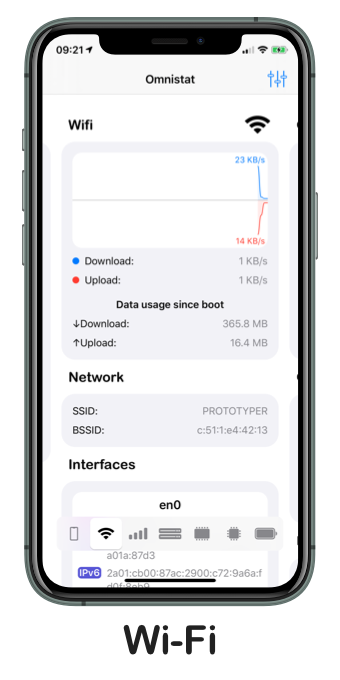 09:21
Omnistat
Wifi
23 KB/s
14 KB/s
Download: 1 KB/s
Upload: 1 KB/s
Data usage since boot
↓Download: 365.8 MB
↑Upload: 16.4 MB
Network
SSID: PROTOTYPER
BSSID: c:51:1:e4:42:13
Interfaces
en0
a01a:87d3
IPv6 2a01:cb00:87ac:2900:c72:9a6a:f
d0f:8eb9
Wi-Fi